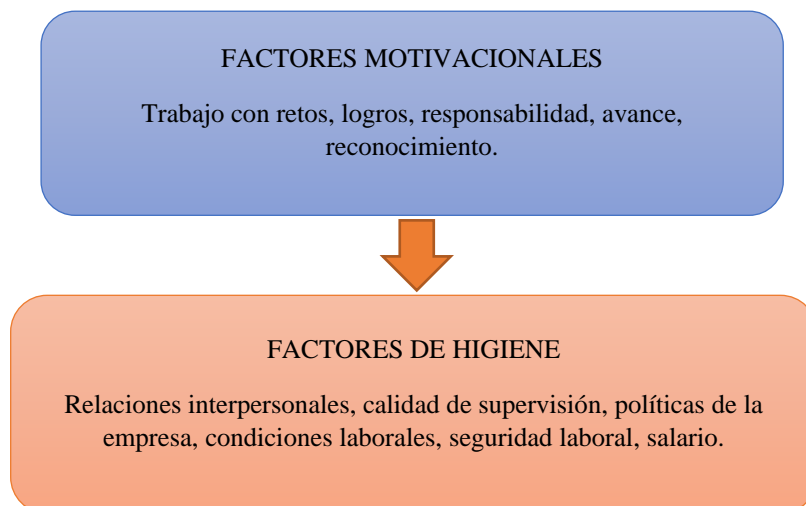 FACTORES MOTIVACIONALES
Trabajo con retos, logros, responsabilidad, avance,
reconocimiento.
FACTORES DE HIGIENE
Relaciones interpersonales, calidad de supervisión, políticas de la
empresa, condiciones laborales, seguridad laboral, salario.